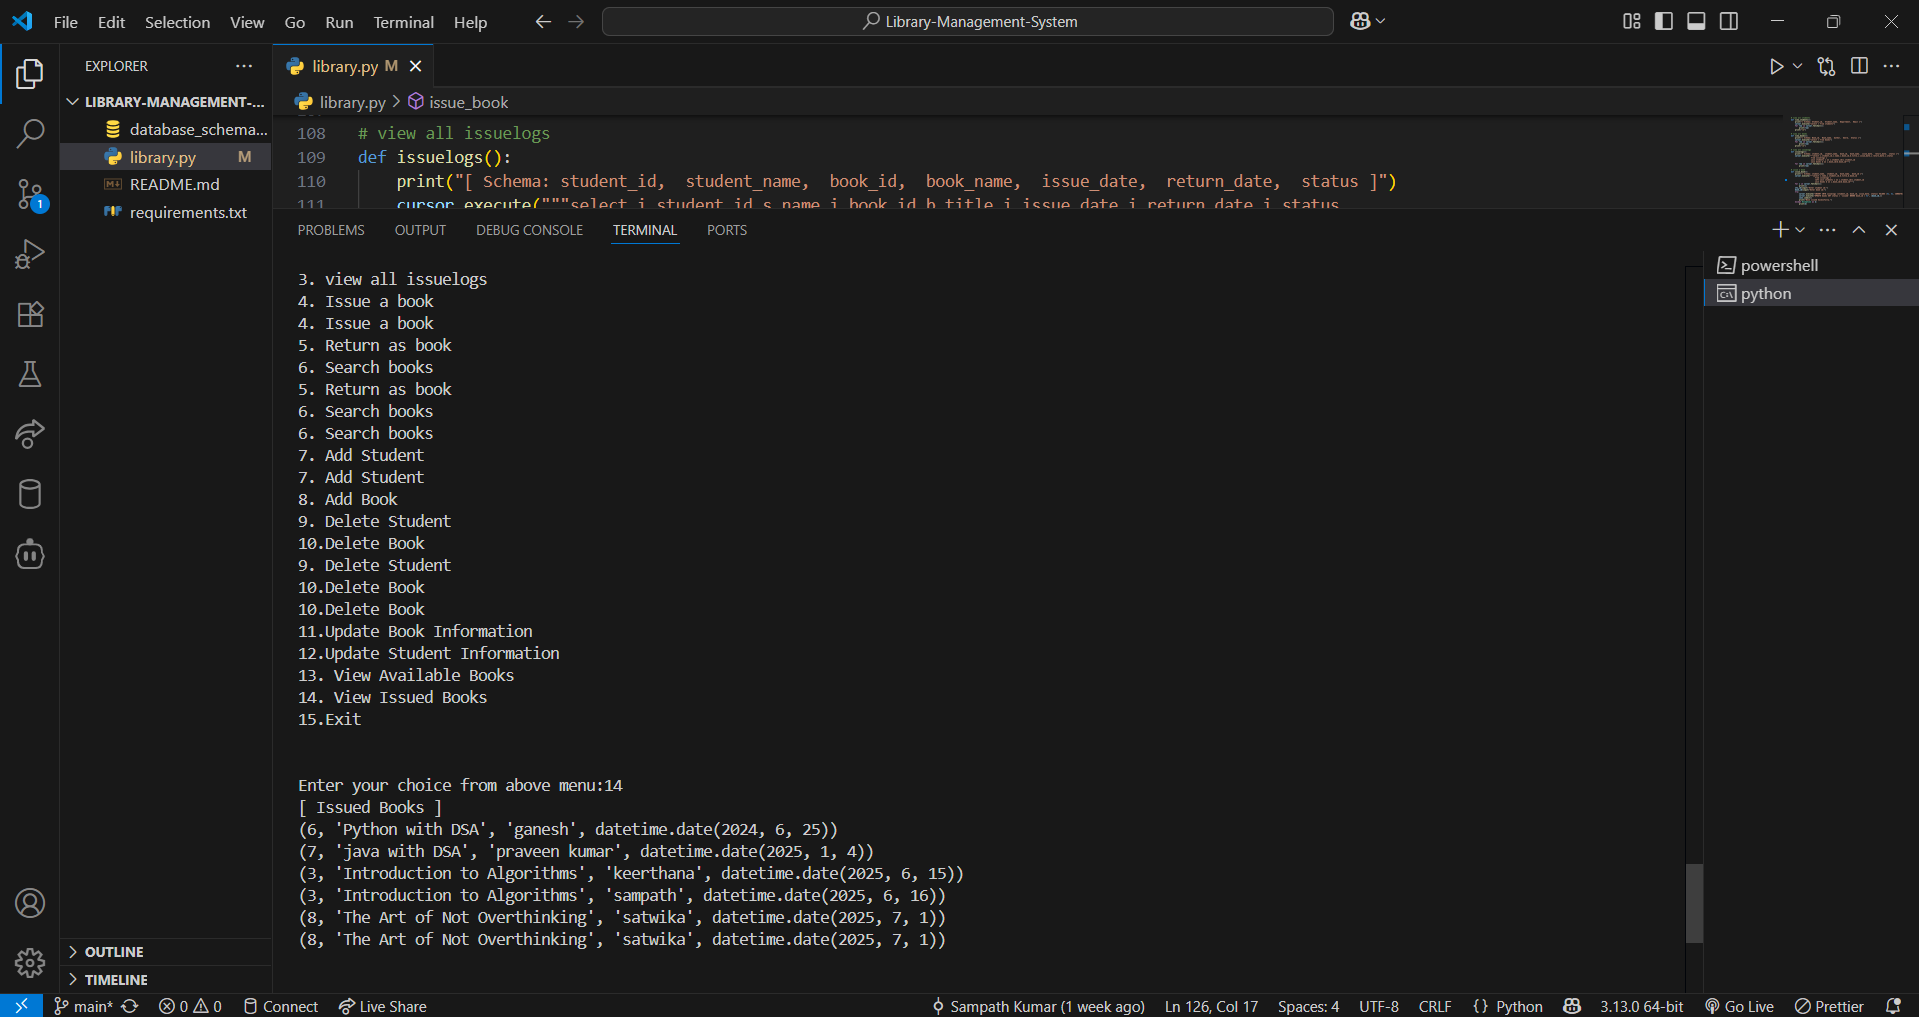 File Edit Selection View Go Run Terminal Help
Library-Management-System
EXPLORER
LIBRARY-MANAGEMENT-...
database_schema...
library.py M
README.md
requirements.txt
OUTLINE
TIMELINE
1
library.py M
library.py > issue_book
108 # view all issuelogs
109 def issuelogs():
110 print("[ Schema: student_id,  student_name,  book_id,  book_name,  issue_date,  return_date,  status ]")
111 cursor.execute("""select i.student_id,s.name,i.book_id,b.title,i.issue_date,i.return_date,i.status
PROBLEMS OUTPUT DEBUG CONSOLE TERMINAL PORTS
powershell
python
3. view all issuelogs
4. Issue a book
4. Issue a book
5. Return as book
6. Search books
5. Return as book
6. Search books
6. Search books
7. Add Student
7. Add Student
8. Add Book
9. Delete Student
10.Delete Book
9. Delete Student
10.Delete Book
10.Delete Book
11.Update Book Information
12.Update Student Information
13. View Available Books
14. View Issued Books
15.Exit
Enter your choice from above menu:14
[ Issued Books ]
(6, 'Python with DSA', 'ganesh', datetime.date(2024, 6, 25))
(7, 'java with DSA', 'praveen kumar', datetime.date(2025, 1, 4))
(3, 'Introduction to Algorithms', 'keerthana', datetime.date(2025, 6, 15))
(3, 'Introduction to Algorithms', 'sampath', datetime.date(2025, 6, 16))
(8, 'The Art of Not Overthinking', 'satwika', datetime.date(2025, 7, 1))
(8, 'The Art of Not Overthinking', 'satwika', datetime.date(2025, 7, 1))
main* 0 0 Connect Live Share Sampath Kumar (1 week ago) Ln 126, Col 17 Spaces: 4 UTF-8 CRLF {} Python 3.13.0 64-bit Go Live Prettier